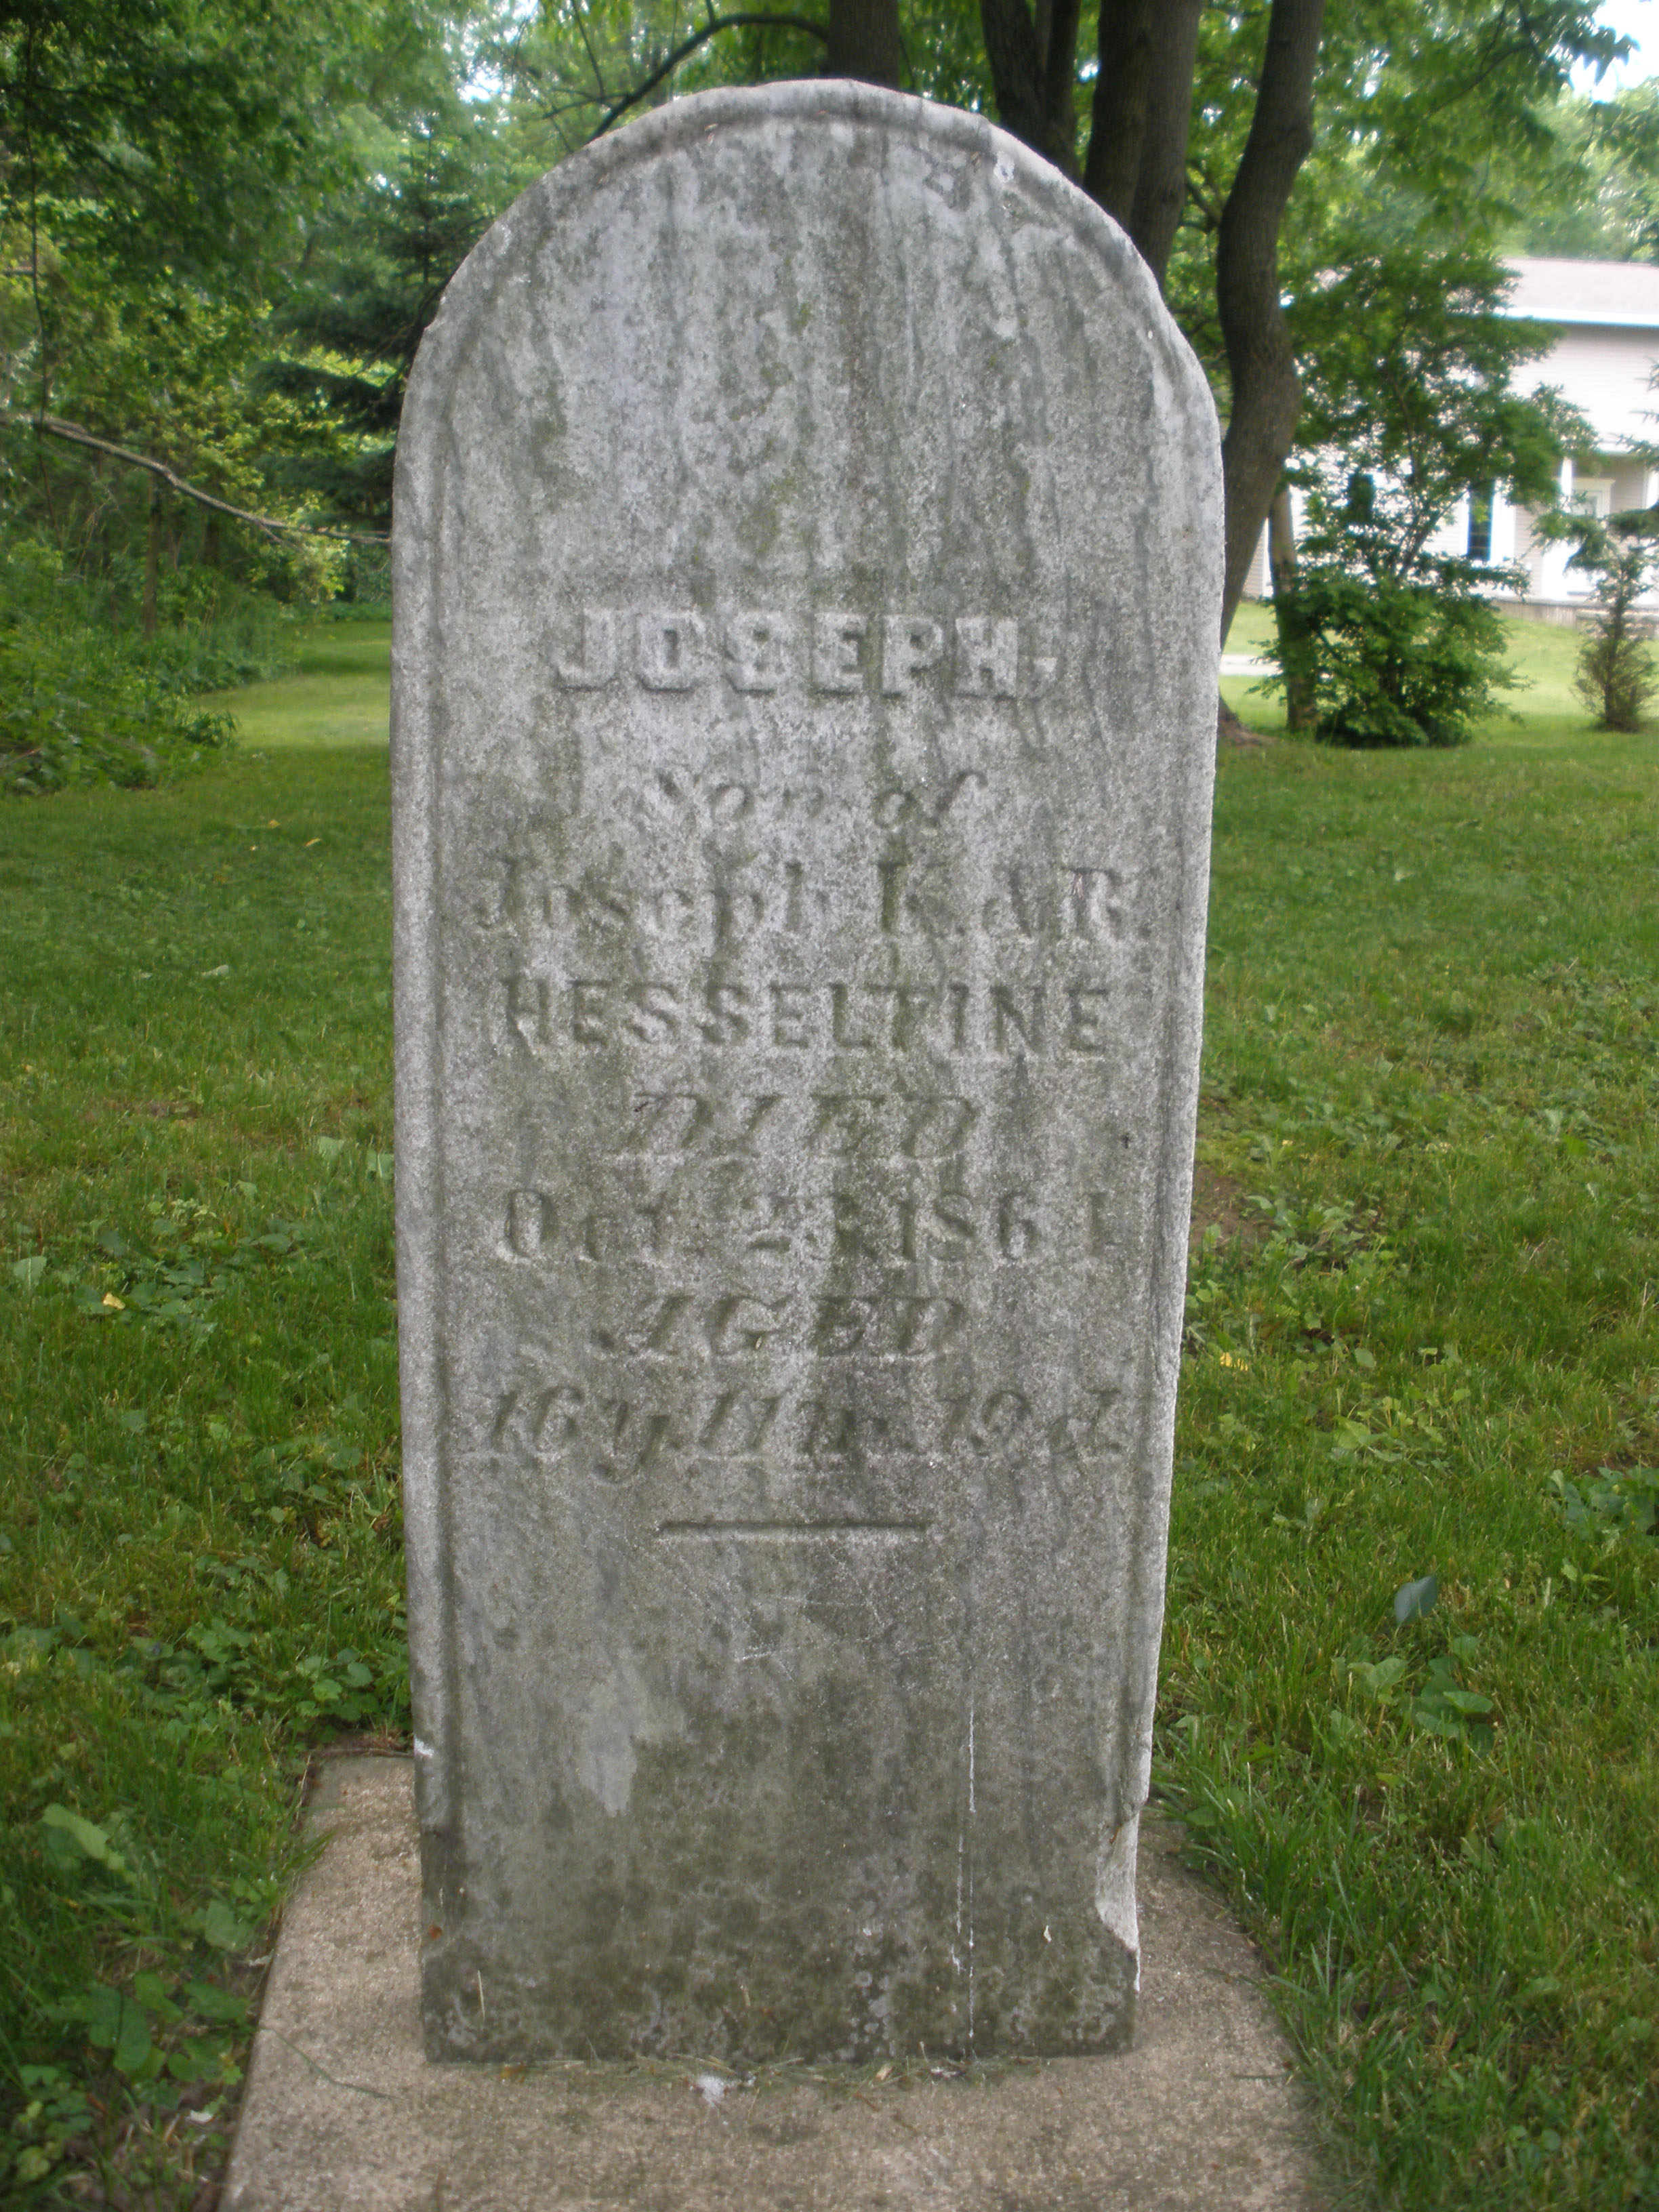 JOSEPH,
Son of
Joseph K. & R.
HESSELTINE
DIED
Oct. 1861
AGED
16 y. 11 m. 19 d.